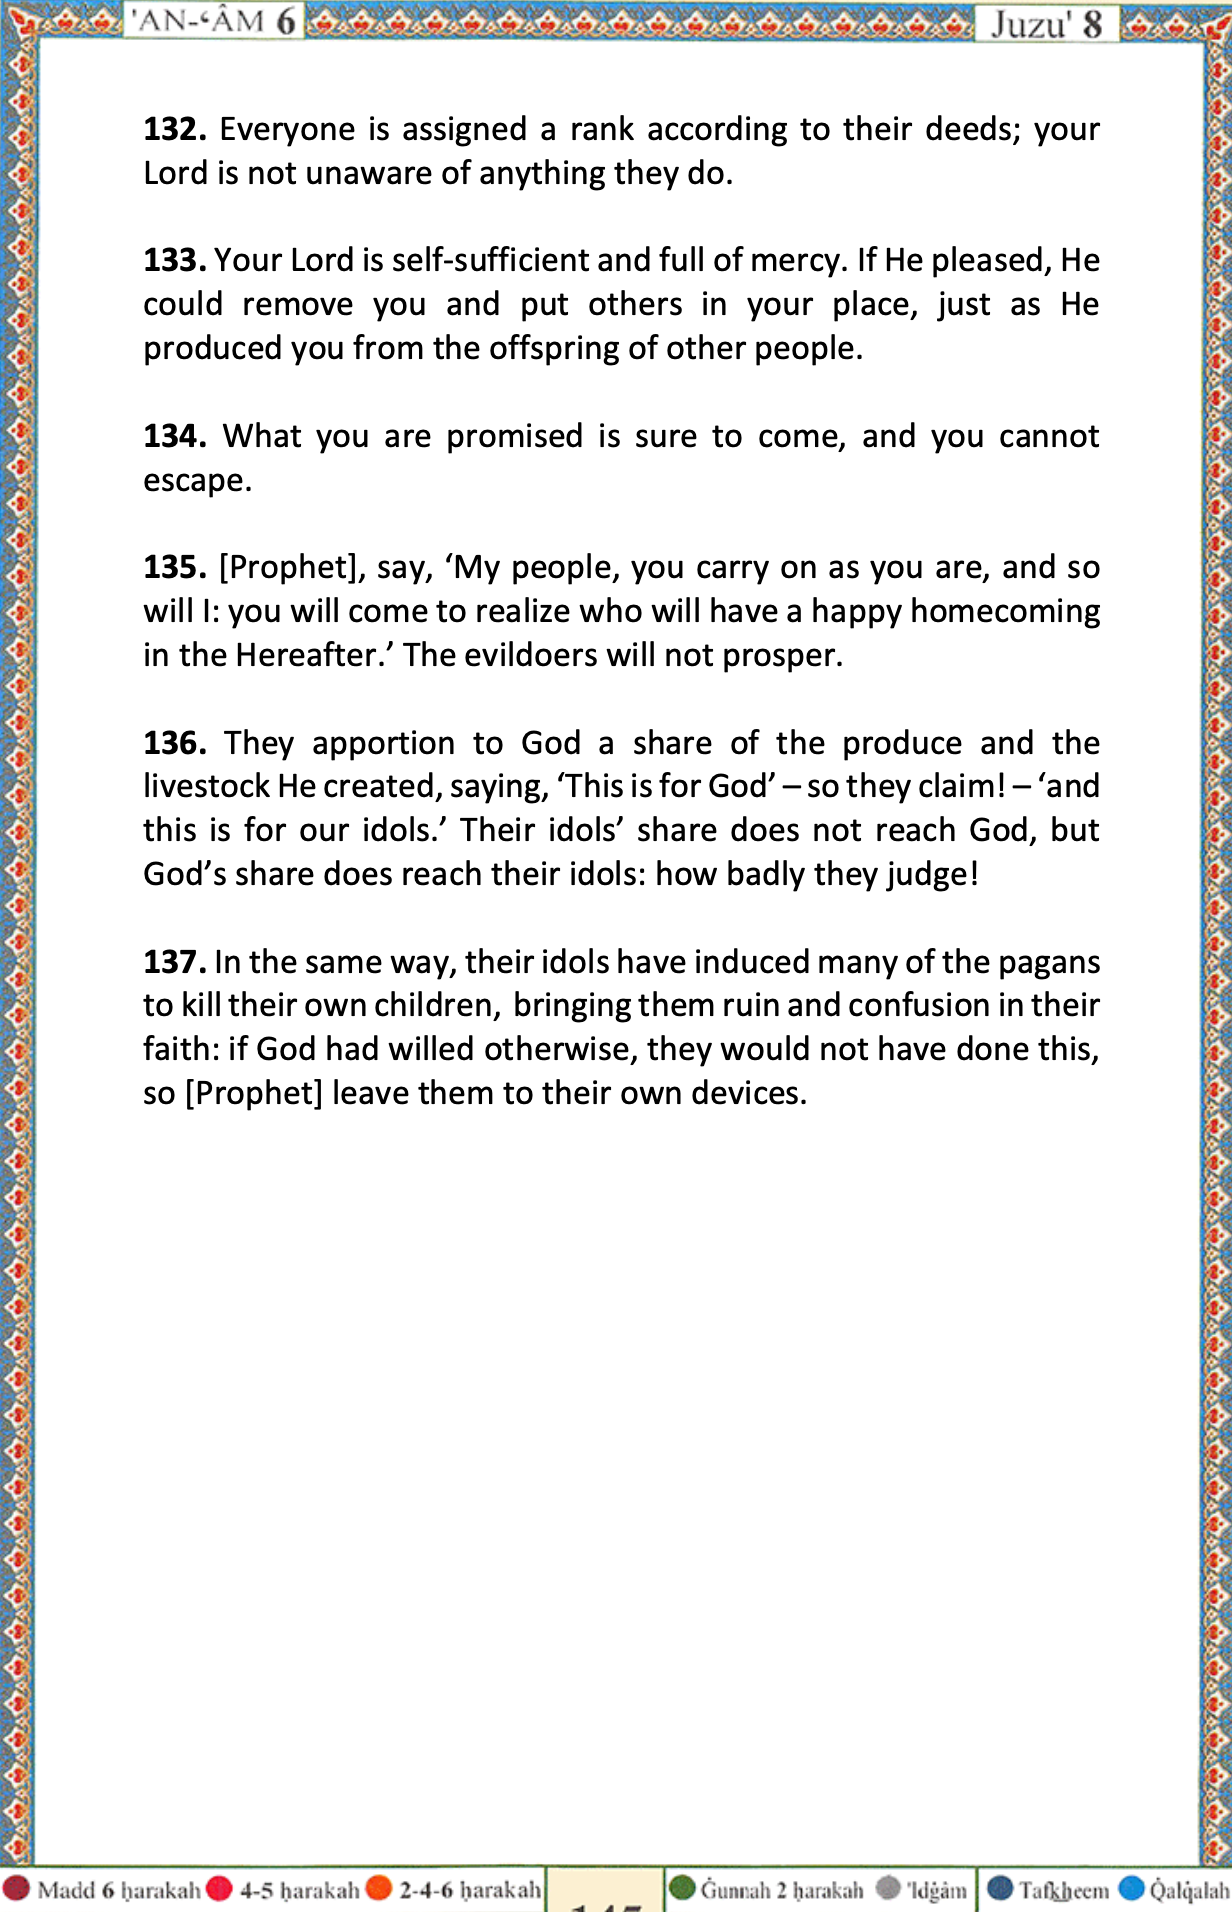 'AN-‘ÂM 6
Juzu' 8
132. Everyone is assigned a rank according to their deeds; your
Lord is not unaware of anything they do.
133. Your Lord is self-sufficient and full of mercy. If He pleased, He
could remove you and put others in your place, just as He
produced you from the offspring of other people.
134. What you are promised is sure to come, and you cannot
escape.
135. [Prophet], say, ‘My people, you carry on as you are, and so
will I: you will come to realize who will have a happy homecoming
in the Hereafter.’ The evildoers will not prosper.
136. They apportion to God a share of the produce and the
livestock He created, saying, ‘This is for God’ – so they claim! – ‘and
this is for our idols.’ Their idols’ share does not reach God, but
God’s share does reach their idols: how badly they judge!
137. In the same way, their idols have induced many of the pagans
to kill their own children, bringing them ruin and confusion in their
faith: if God had willed otherwise, they would not have done this,
so [Prophet] leave them to their own devices.
Madd 6 ḥarakah 4-5 ḥarakah 2-4-6 ḥarakah Ġunnah 2 ḥarakah 'Idġâm Tafkheem Q̇alq̇alah